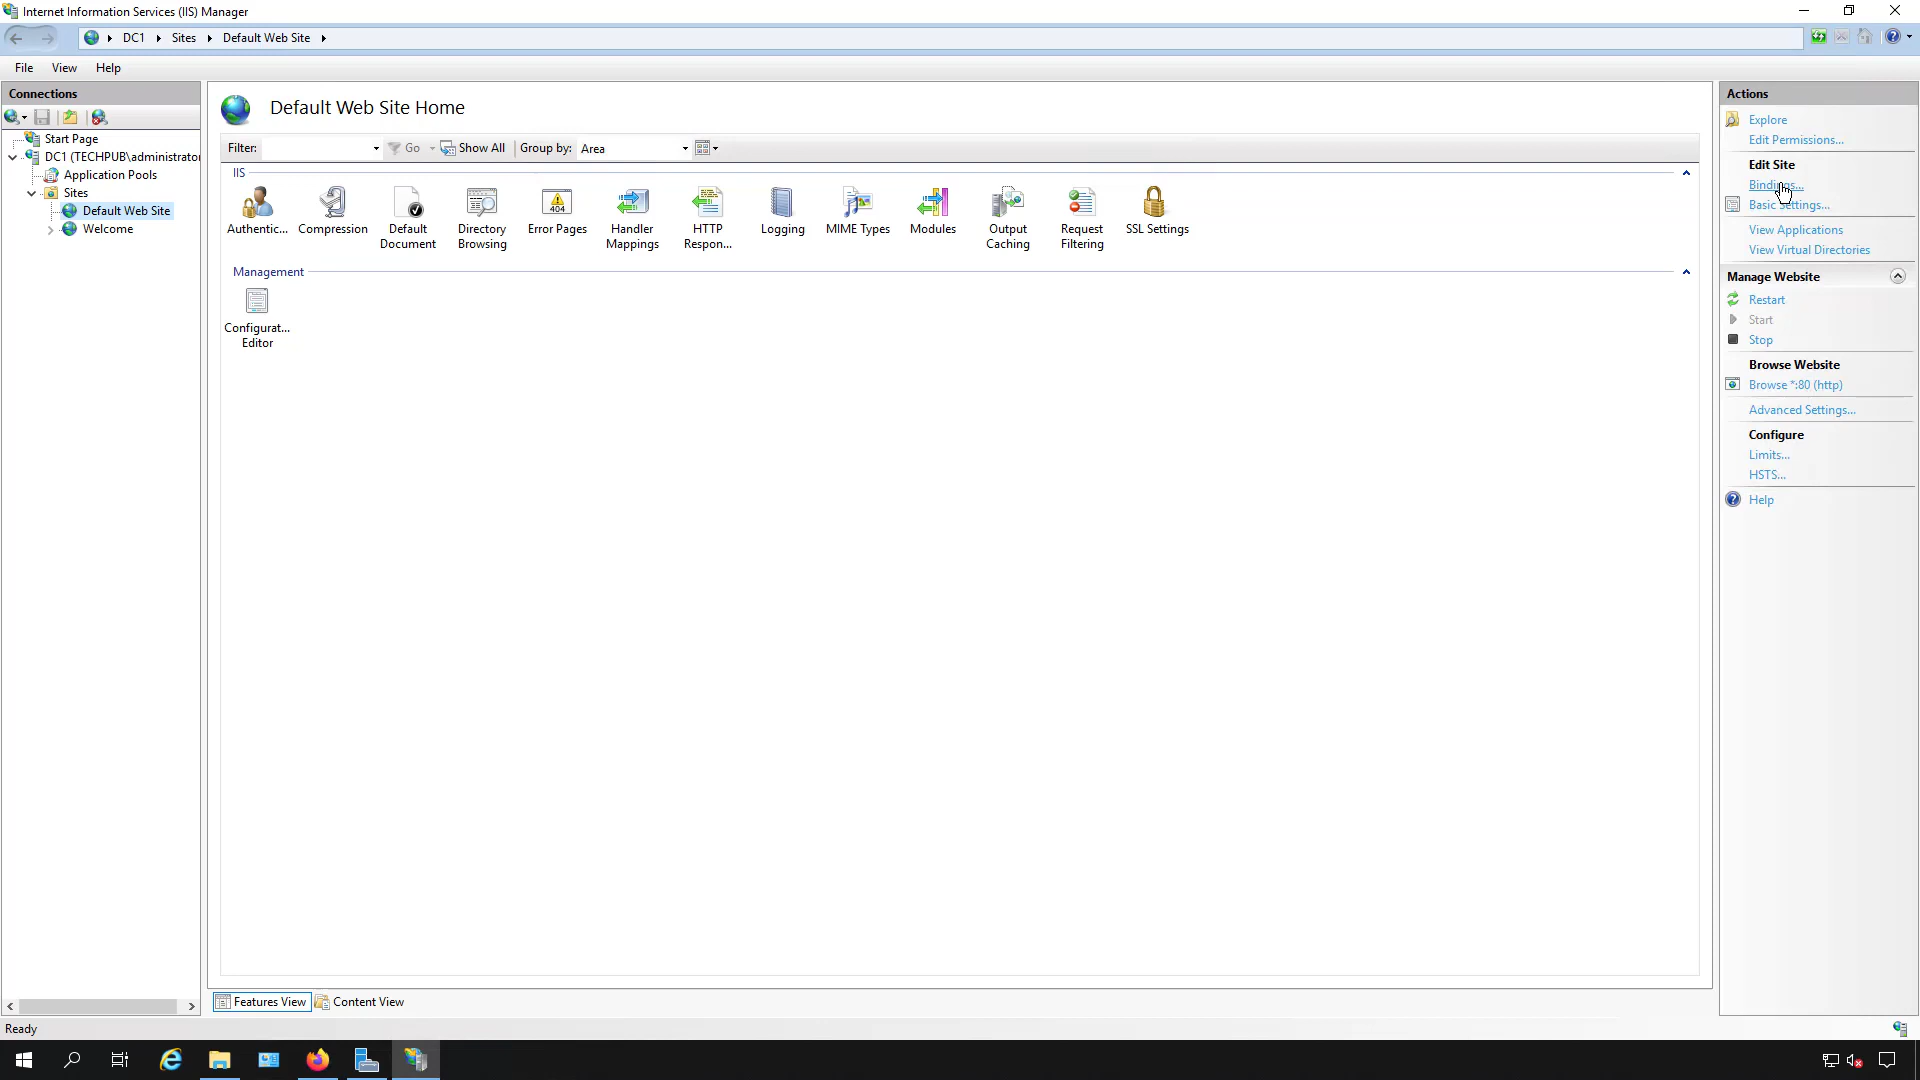 Internet Information Services (IIS) Manager
DC1 Sites Default Web Site
File View Help
Connections
Start Page
DC1 (TECHPUB\administrator
Application Pools
Sites
Default Web Site
Welcome
Default Web Site Home
Filter: Go Show All Group by: Area
IIS
Authentic...
Compression
Default
Document
Directory
Browsing
Error Pages
Handler
Mappings
HTTP
Respon...
Logging
MIME Types
Modules
Output
Caching
Request
Filtering
SSL Settings
404
Management
Configurat...
Editor
Features View Content View
Actions
Explore
Edit Permissions...
Edit Site
Bindings...
Basic Settings...
View Applications
View Virtual Directories
Manage Website
Restart
Start
Stop
Browse Website
Browse *:80 (http)
Advanced Settings...
Configure
Limits...
HSTS...
Help
Ready